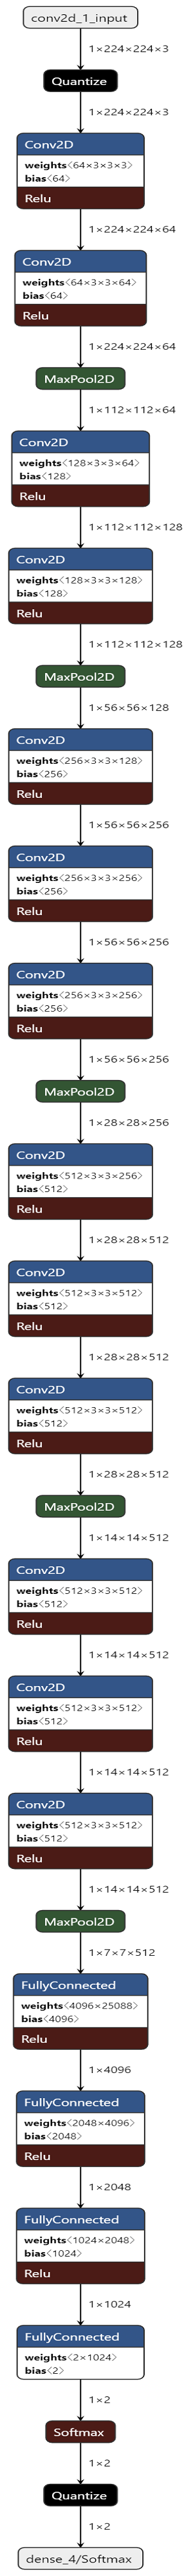 conv2d_1_input
1×224×224×3
Quantize
1×224×224×3
Conv2D
weights〈64×3×3×3〉
bias〈64〉
Relu
1×224×224×64
Conv2D
weights〈64×3×3×64〉
bias〈64〉
Relu
1×224×224×64
MaxPool2D
1×112×112×64
Conv2D
weights〈128×3×3×64〉
bias〈128〉
Relu
1×112×112×128
Conv2D
weights〈128×3×3×128〉
bias〈128〉
Relu
1×112×112×128
MaxPool2D
1×56×56×128
Conv2D
weights〈256×3×3×128〉
bias〈256〉
Relu
1×56×56×256
Conv2D
weights〈256×3×3×256〉
bias〈256〉
Relu
1×56×56×256
Conv2D
weights〈256×3×3×256〉
bias〈256〉
Relu
1×56×56×256
MaxPool2D
1×28×28×256
Conv2D
weights〈512×3×3×256〉
bias〈512〉
Relu
1×28×28×512
Conv2D
weights〈512×3×3×512〉
bias〈512〉
Relu
1×28×28×512
Conv2D
weights〈512×3×3×512〉
bias〈512〉
Relu
1×28×28×512
MaxPool2D
1×14×14×512
Conv2D
weights〈512×3×3×512〉
bias〈512〉
Relu
1×14×14×512
Conv2D
weights〈512×3×3×512〉
bias〈512〉
Relu
1×14×14×512
Conv2D
weights〈512×3×3×512〉
bias〈512〉
Relu
1×14×14×512
MaxPool2D
1×7×7×512
FullyConnected
weights〈4096×25088〉
bias〈4096〉
Relu
1×4096
FullyConnected
weights〈2048×4096〉
bias〈2048〉
Relu
1×2048
FullyConnected
weights〈1024×2048〉
bias〈1024〉
Relu
1×1024
FullyConnected
weights〈2×1024〉
bias〈2〉
1×2
Softmax
1×2
Quantize
1×2
dense_4/Softmax